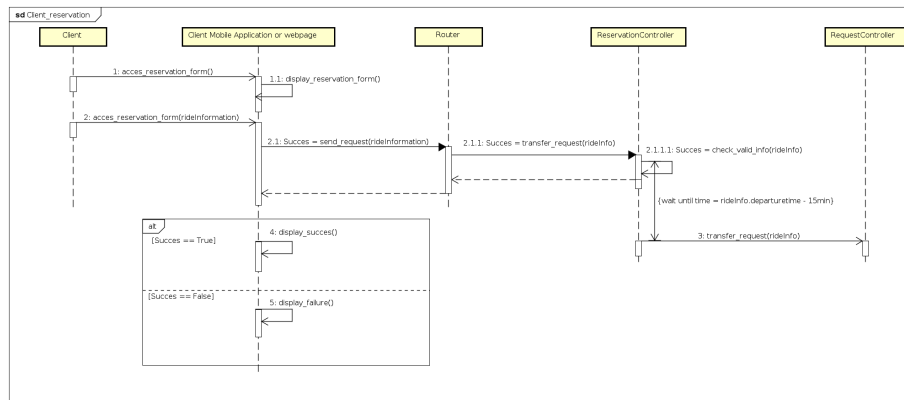 sd Client_reservation
Client
Client Mobile Application or webpage
Router
ReservationController
RequestController
1: acces_reservation_form()
1.1: display_reservation_form()
2: acces_reservation_form(rideInformation)
2.1: Succes = send_request(rideInformation)
2.1.1: Succes = transfer_request(rideInfo)
2.1.1.1: Succes = check_valid_info(rideInfo)
{wait until time = rideInfo.departuretime - 15min}
3: transfer_request(rideInfo)
alt
[Succes == True]
4: display_succes()
[Succes == False]
5: display_failure()